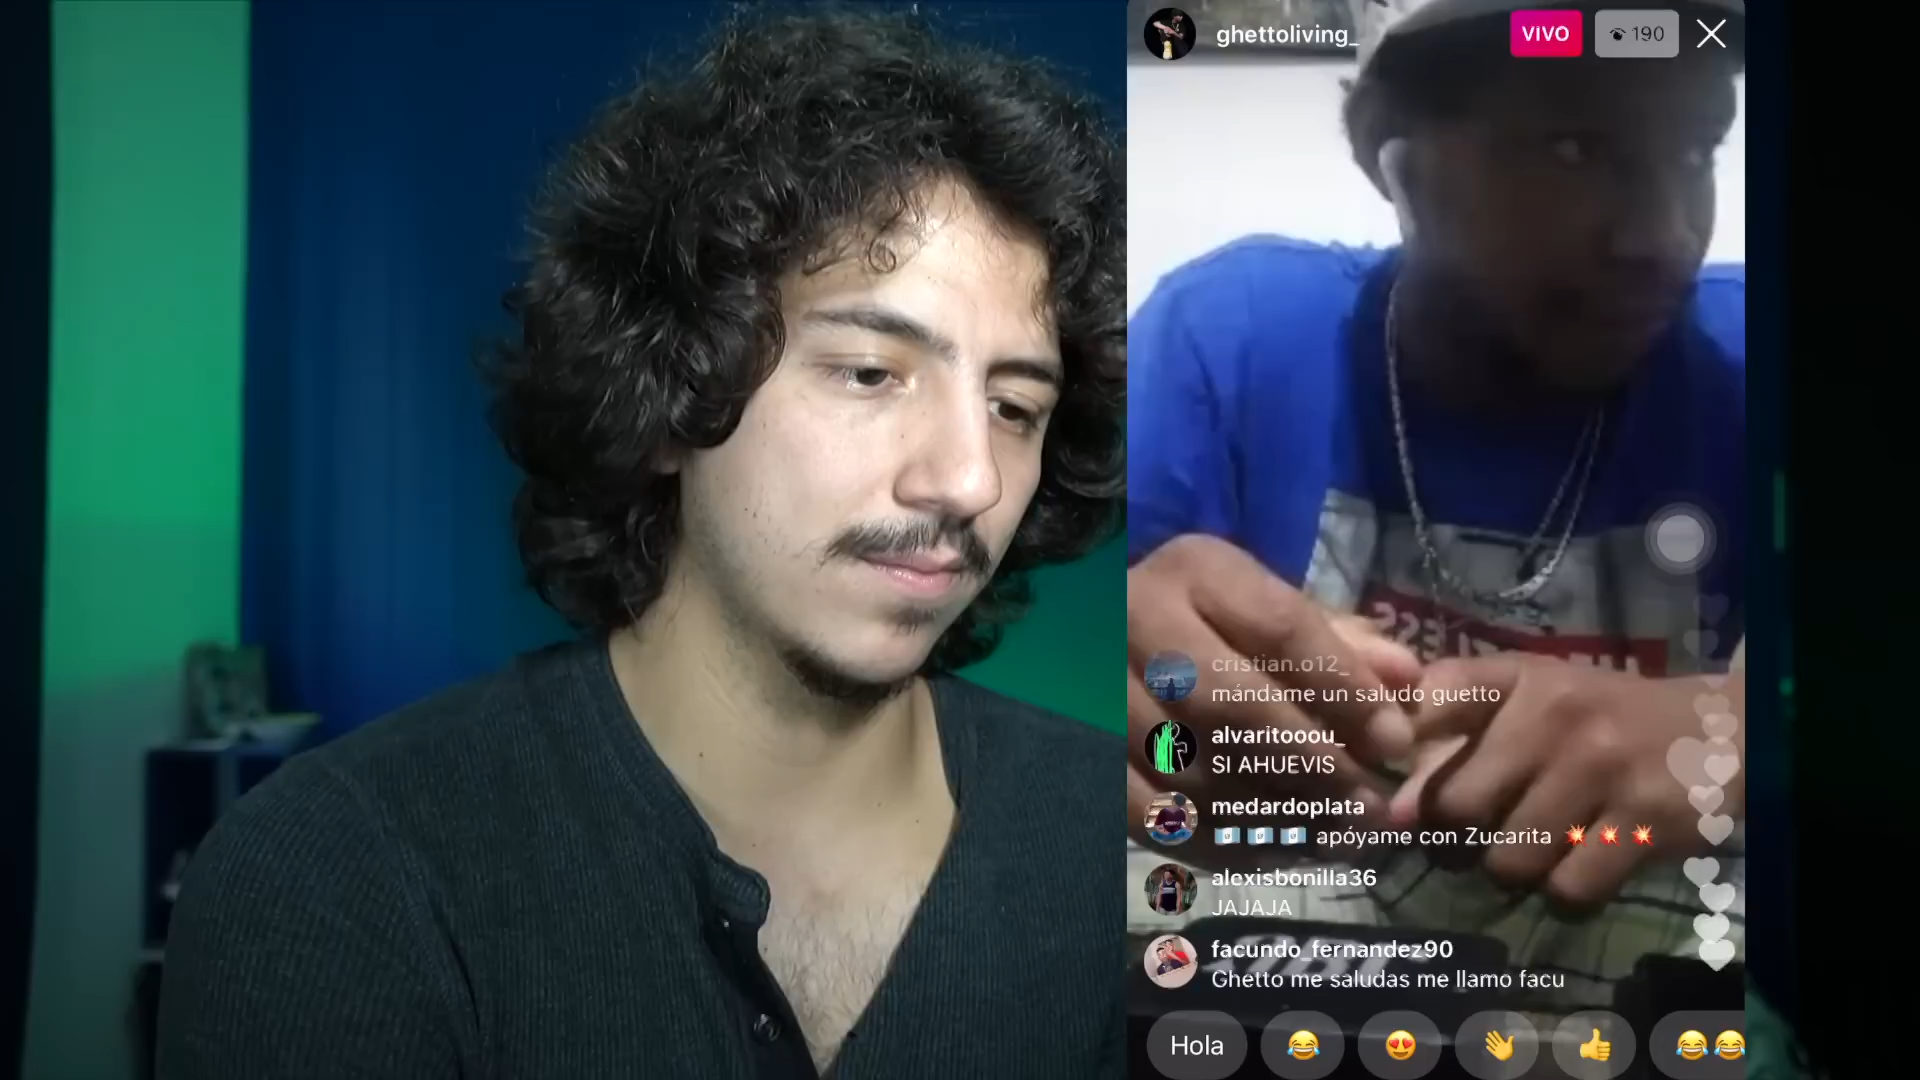 ghettoliving_
VIVO
190
cristian.o12_
mándame un saludo guetto
alvaritooou_
SI AHUEVIS
medardoplata
🇬🇹 🇬🇹 🇬🇹 apóyame con Zucarita 💥 💥 💥
alexisbonilla36
JAJAJA
facundo_fernandez90
Ghetto me saludas me llamo facu
Hola 😂 😍 👋 👍 😂😂